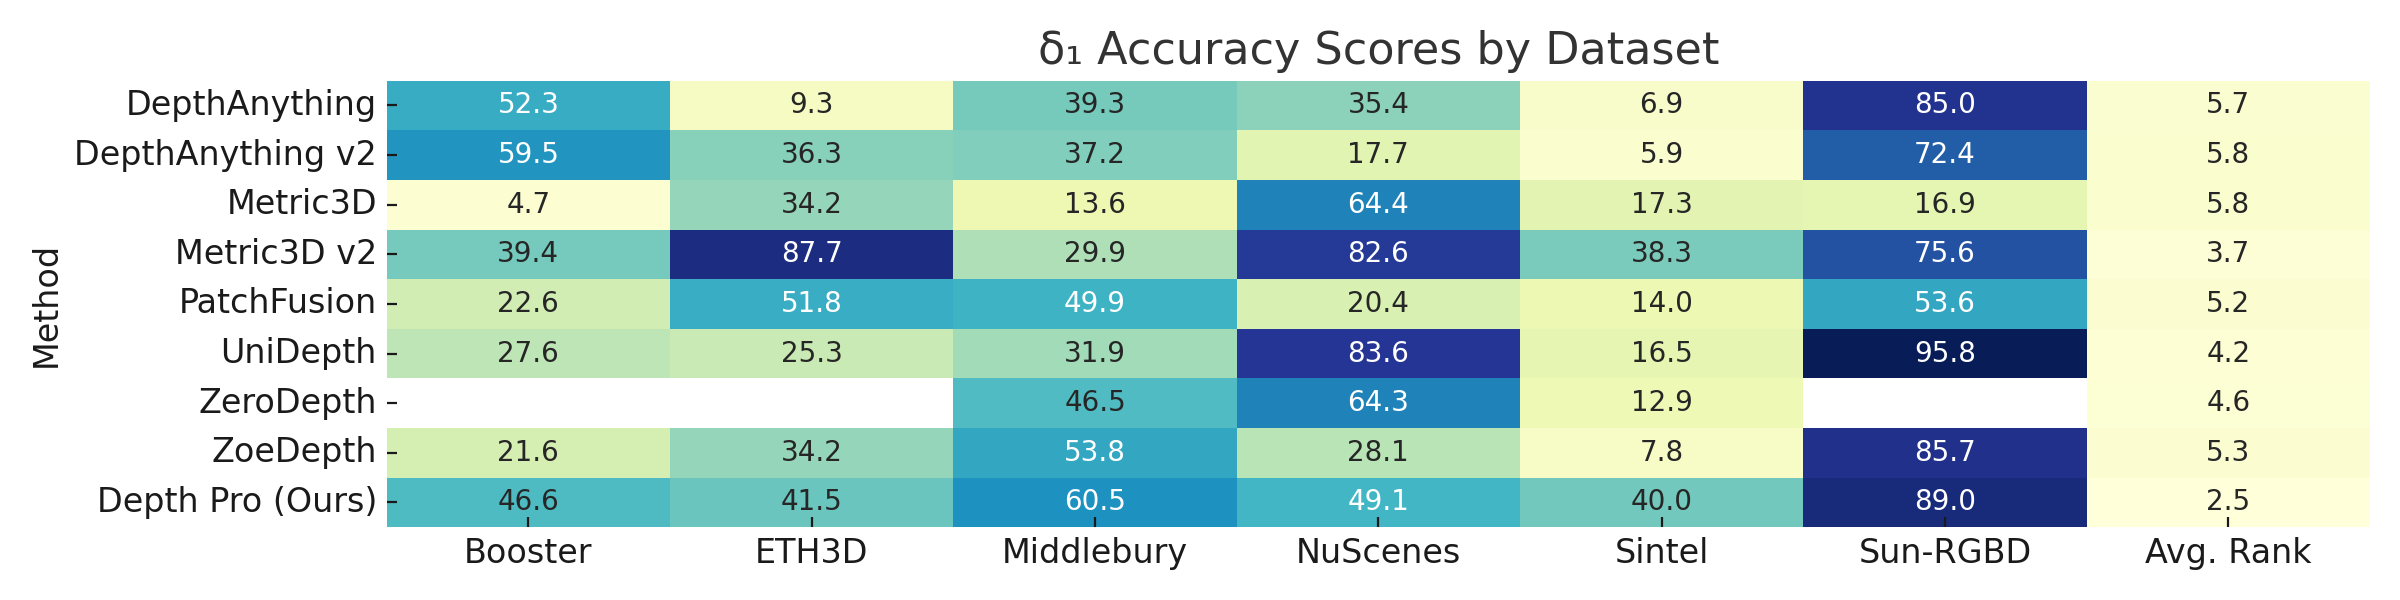 δ₁ Accuracy Scores by Dataset
Method
DepthAnything 52.3 9.3 39.3 35.4 6.9 85.0 5.7
DepthAnything v2 59.5 36.3 37.2 17.7 5.9 72.4 5.8
Metric3D 4.7 34.2 13.6 64.4 17.3 16.9 5.8
Metric3D v2 39.4 87.7 29.9 82.6 38.3 75.6 3.7
PatchFusion 22.6 51.8 49.9 20.4 14.0 53.6 5.2
UniDepth 27.6 25.3 31.9 83.6 16.5 95.8 4.2
ZeroDepth 46.5 64.3 12.9 4.6
ZoeDepth 21.6 34.2 53.8 28.1 7.8 85.7 5.3
Depth Pro (Ours) 46.6 41.5 60.5 49.1 40.0 89.0 2.5
Booster ETH3D Middlebury NuScenes Sintel Sun-RGBD Avg. Rank